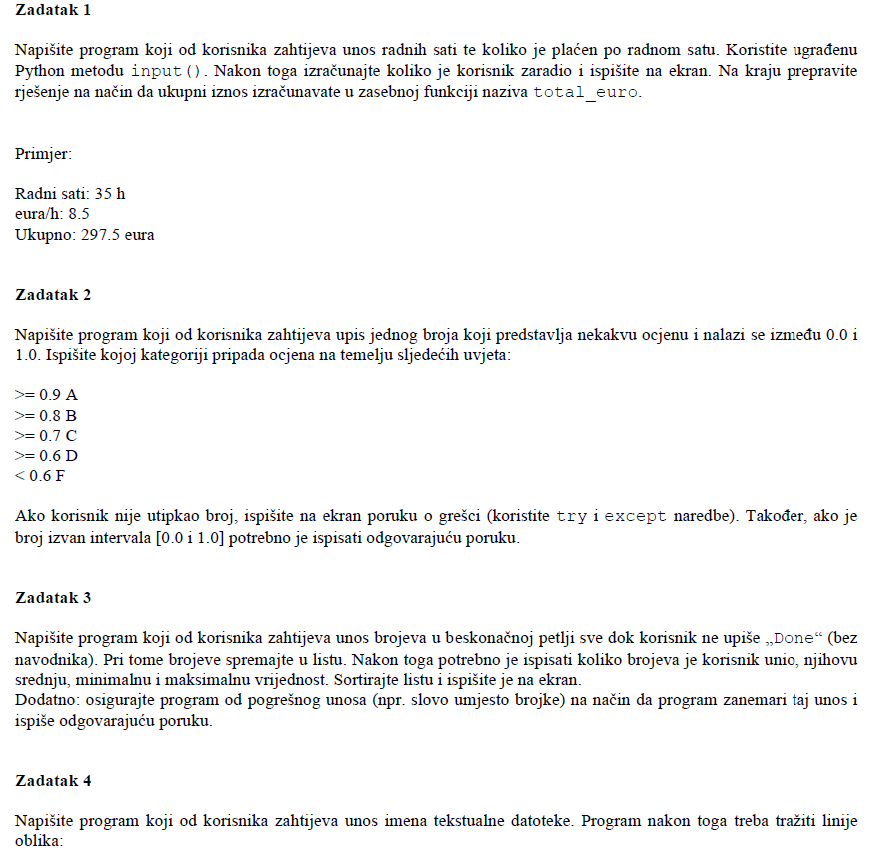 Zadatak 1
Napišite program koji od korisnika zahtijeva unos radnih sati te koliko je plaćen po radnom satu. Koristite ugrađenu
Python metodu input(). Nakon toga izračunajte koliko je korisnik zaradio i ispišite na ekran. Na kraju prepravite
rješenje na način da ukupni iznos izračunavate u zasebnoj funkciji naziva total_euro.
Primjer:
Radni sati: 35 h
eura/h: 8.5
Ukupno: 297.5 eura
Zadatak 2
Napišite program koji od korisnika zahtijeva upis jednog broja koji predstavlja nekakvu ocjenu i nalazi se između 0.0 i
1.0. Ispišite kojoj kategoriji pripada ocjena na temelju sljedećih uvjeta:
>= 0.9 A
>= 0.8 B
>= 0.7 C
>= 0.6 D
< 0.6 F
Ako korisnik nije utipkao broj, ispišite na ekran poruku o grešci (koristite try i except naredbe). Također, ako je
broj izvan intervala [0.0 i 1.0] potrebno je ispisati odgovarajuću poruku.
Zadatak 3
Napišite program koji od korisnika zahtijeva unos brojeva u beskonačnoj petlji sve dok korisnik ne upiše „Done“ (bez
navodnika). Pri tome brojeve spremajte u listu. Nakon toga potrebno je ispisati koliko brojeva je korisnik unio, njihovu
srednju, minimalnu i maksimalnu vrijednost. Sortirajte listu i ispišite je na ekran.
Dodatno: osigurajte program od pogrešnog unosa (npr. slovo umjesto brojke) na način da program zanemari taj unos i
ispiše odgovarajuću poruku.
Zadatak 4
Napišite program koji od korisnika zahtijeva unos imena tekstualne datoteke. Program nakon toga treba tražiti linije
oblika: